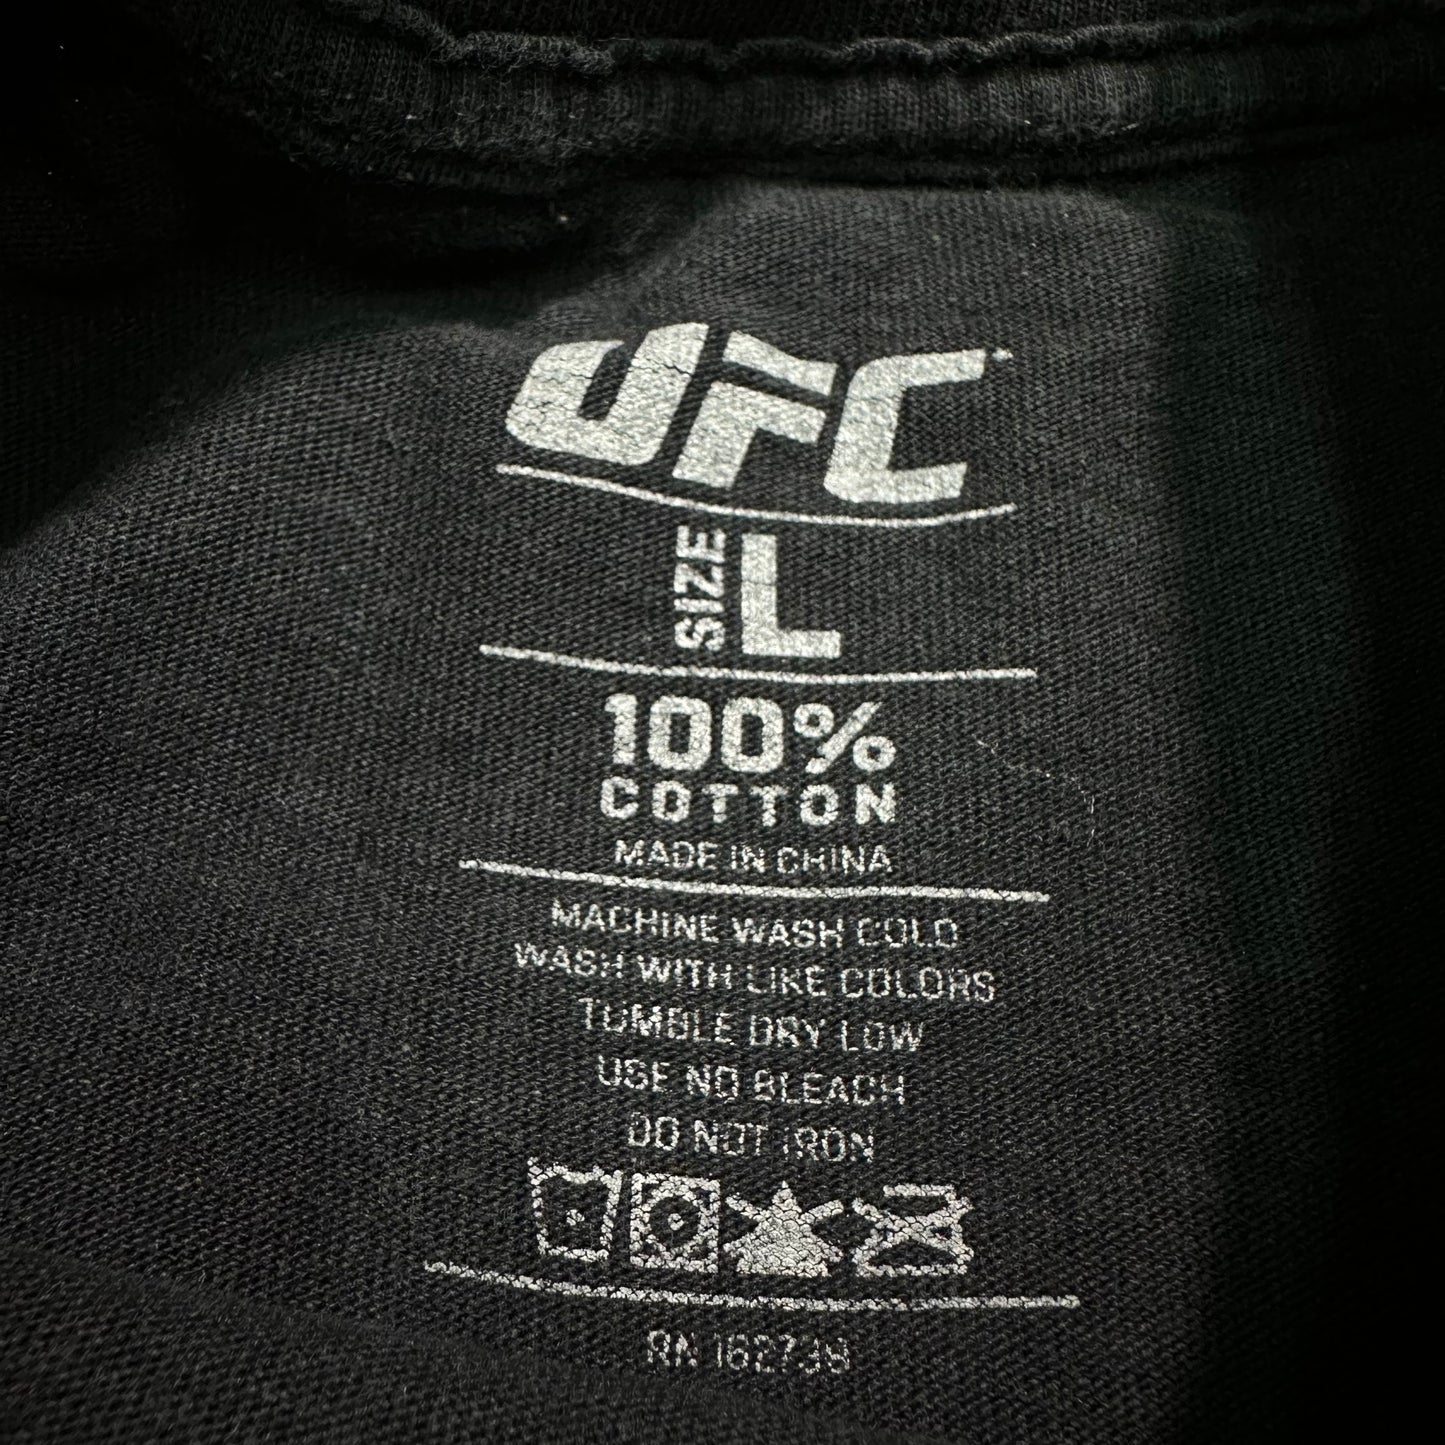 UFC
SIZE L
100%
COTTON
MADE IN CHINA
MACHINE WASH COLD
WASH WITH LIKE COLORS
TUMBLE DRY LOW
USE NO BLEACH
DO NOT IRON
RN 162738